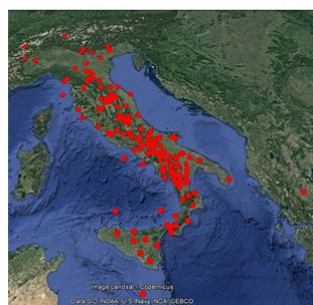 Image Landsat / Copernicus
Data SIO, NOAA, U.S. Navy, NGA, GEBCO